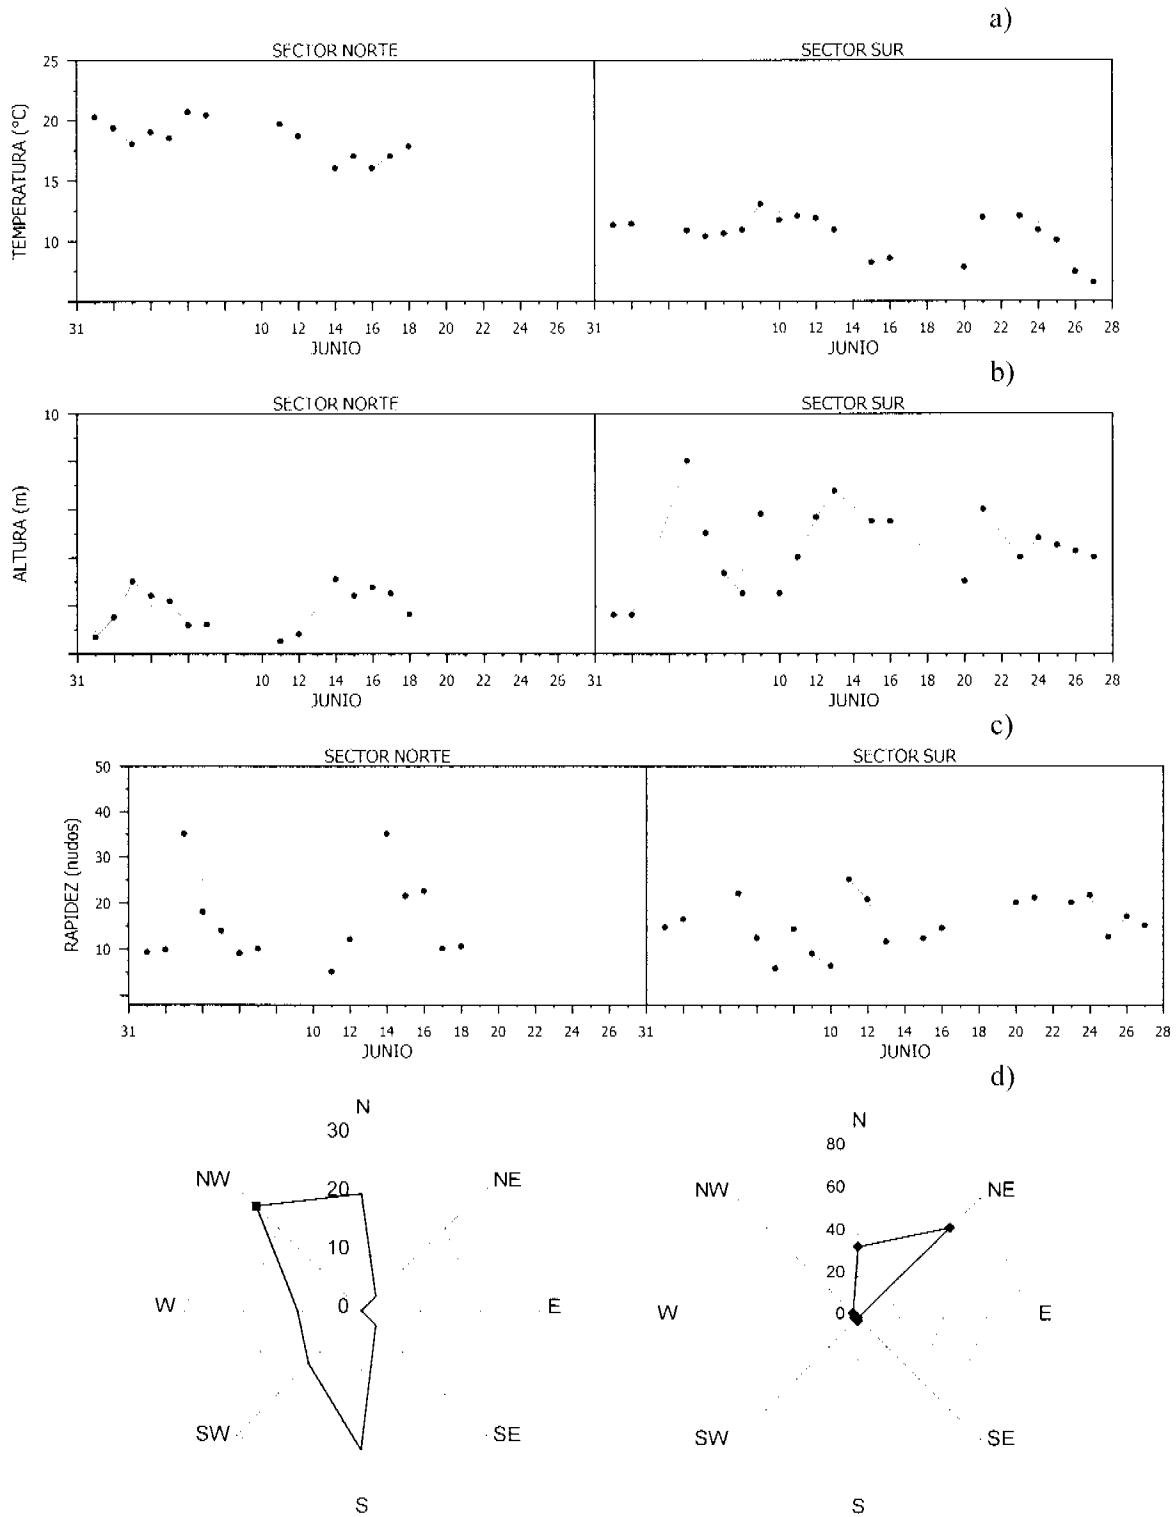 a)
SECTOR NORTE SECTOR SUR
25
20
15
10
TEMPERATURA (°C)
31 10 12 14 16 18 20 22 24 26 31 10 12 14 16 18 20 22 24 26 28
JUNIO JUNIO
b)
SECTOR NORTE SECTOR SUR
10
ALTURA (m)
31 10 12 14 16 18 20 22 24 26 31 10 12 14 16 18 20 22 24 26 28
JUNIO JUNIO
c)
SECTOR NORTE SECTOR SUR
50
40
30
20
10
RAPIDEZ (nudos)
31 10 12 14 16 18 20 22 24 26 31 10 12 14 16 18 20 22 24 26 28
JUNIO JUNIO
d)
N N
30 80
NW NE NW 60 NE
20 40
10 20
W 0 E W 0 E
SW SE SW SE
S S